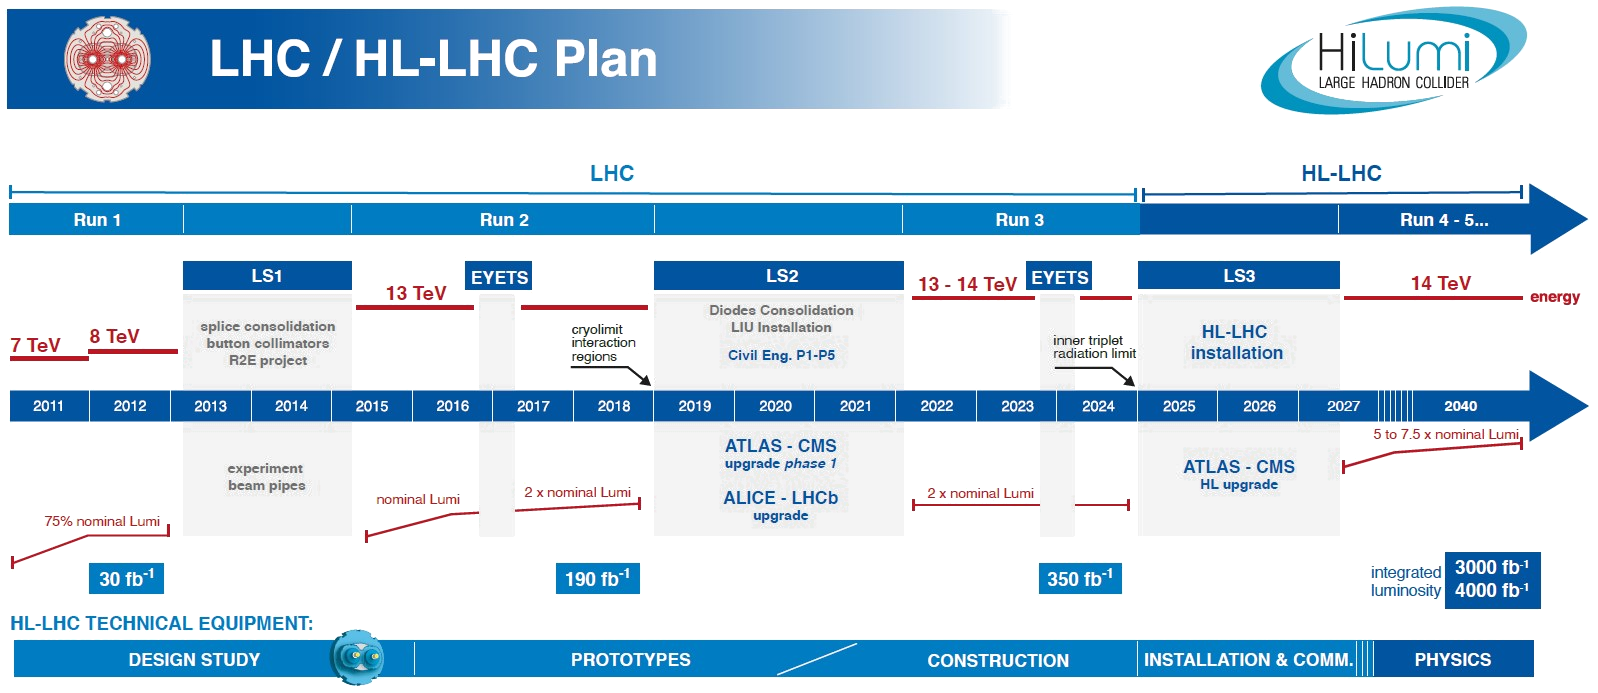 LHC / HL-LHC Plan
HiLumi
LARGE HADRON COLLIDER
LHC
HL-LHC
Run 1
Run 2
Run 3
Run 4 - 5...
LS1
EYETS
LS2
EYETS
LS3
7 TeV
8 TeV
13 TeV
13 - 14 TeV
14 TeV
energy
splice consolidation
button collimators
R2E project
cryolimit
interaction
regions
Diodes Consolidation
LIU Installation
Civil Eng. P1-P5
inner triplet
radiation limit
HL-LHC
installation
2011
2012
2013
2014
2015
2016
2017
2018
2019
2020
2021
2022
2023
2024
2025
2026
2027
2040
75% nominal Lumi
experiment
beam pipes
nominal Lumi
2 x nominal Lumi
ATLAS - CMS
upgrade phase 1
ALICE - LHCb
upgrade
2 x nominal Lumi
ATLAS - CMS
HL upgrade
5 to 7.5 x nominal Lumi
30 fb-1
190 fb-1
350 fb-1
integrated
luminosity
3000 fb-1
4000 fb-1
HL-LHC TECHNICAL EQUIPMENT:
DESIGN STUDY
PROTOTYPES
CONSTRUCTION
INSTALLATION & COMM.
PHYSICS